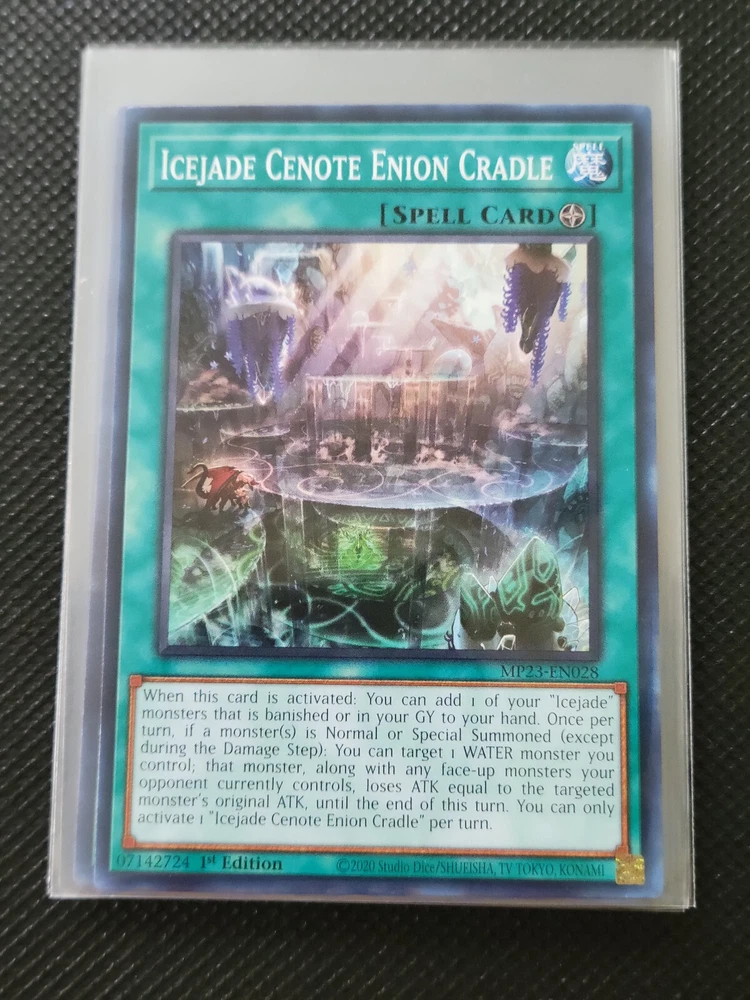 ICEJADE CENOTE ENION CRADLE
SPELL
魔
[SPELL CARD]
MP23-EN028
When this card is activated: You can add 1 of your "Icejade"
monsters that is banished or in your GY to your hand. Once per
turn, if a monster(s) is Normal or Special Summoned (except
during the Damage Step): You can target 1 WATER monster you
control; that monster, along with any face-up monsters your
opponent currently controls, loses ATK equal to the targeted
monster's original ATK, until the end of this turn. You can only
activate 1 "Icejade Cenote Enion Cradle" per turn.
07142724 1st Edition ©2020 Studio Dice/SHUEISHA, TV TOKYO, KONAMI